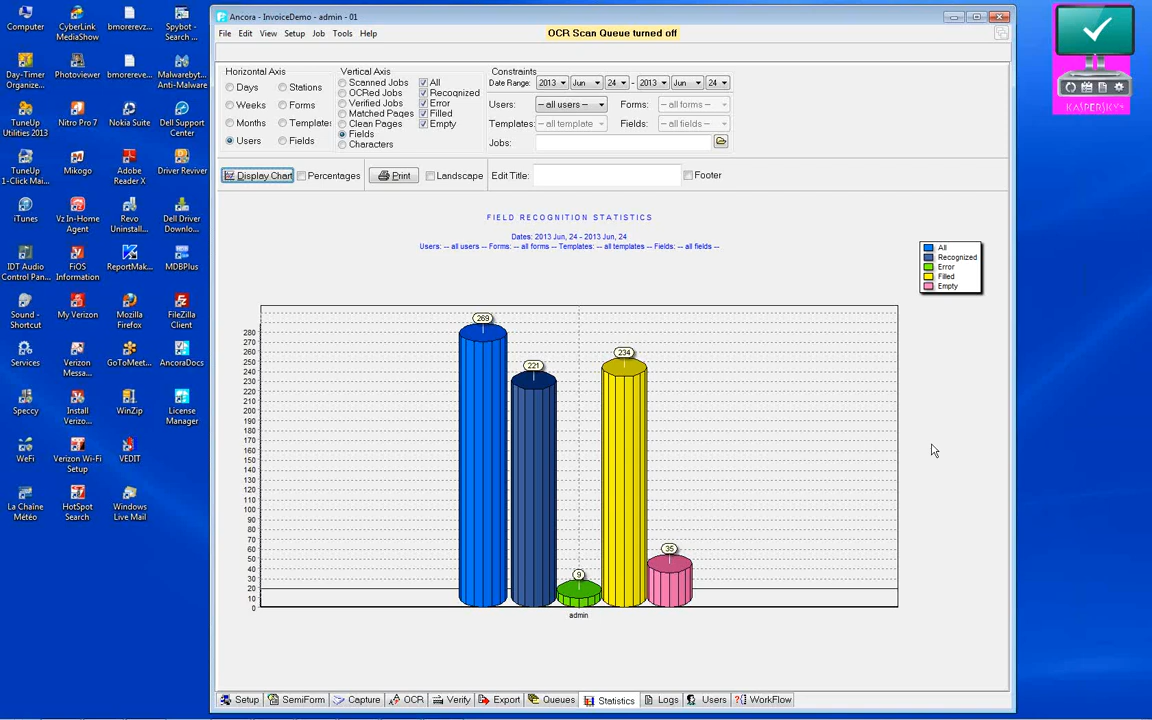 Computer
CyberLink MediaShow
bmorerevz...
Spybot - Search ...
Day-Timer Organize...
Photoviewer
bmorereve...
Malwarebyt... Anti-Malware
TuneUp Utilities 2013
Nitro Pro 7
Nokia Suite
Dell Support Center
TuneUp 1-Click Mai...
Mikogo
Adobe Reader X
Driver Reviver
iTunes
Vz In-Home Agent
Revo Uninstall...
Dell Driver Downlo...
IDT Audio Control Pan...
FiOS Information
ReportMak...
MDBPlus
Sound - Shortcut
My Verizon
Mozilla Firefox
FileZilla Client
Services
Verizon Messa...
GoToMeet...
AncoraDocs
Speccy
Install Verizo...
WinZip
License Manager
WeFi
Verizon Wi-Fi Setup
VEDIT
La Chaîne Météo
HotSpot Search
Windows Live Mail
KASPERSKY
Ancora - InvoiceDemo - admin - 01
File Edit View Setup Job Tools Help
OCR Scan Queue turned off
Horizontal Axis
Days Stations
Weeks Forms
Months Templates
Users Fields
Vertical Axis
Scanned Jobs
OCRed Jobs
Verified Jobs
Matched Pages
Clean Pages
Fields
Characters
All
Recognized
Error
Filled
Empty
Constraints
Date Range: 2013 Jun 24 - 2013 Jun 24
Users: -- all users -- Forms: -- all forms --
Templates: -- all template Fields: -- all fields --
Jobs:
Display Chart Percentages Print Landscape Edit Title: Footer
FIELD RECOGNITION STATISTICS
Dates: 2013 Jun, 24 - 2013 Jun, 24
Users: -- all users -- Forms: -- all forms -- Templates: -- all templates -- Fields: -- all fields --
All
Recognized
Error
Filled
Empty
280
270
260
250
240
230
220
210
200
190
180
170
160
150
140
130
120
110
100
90
80
70
60
50
40
30
20
10
0
269
221
9
234
35
admin
Setup SemiForm Capture OCR Verify Export Queues Statistics Logs Users WorkFlow